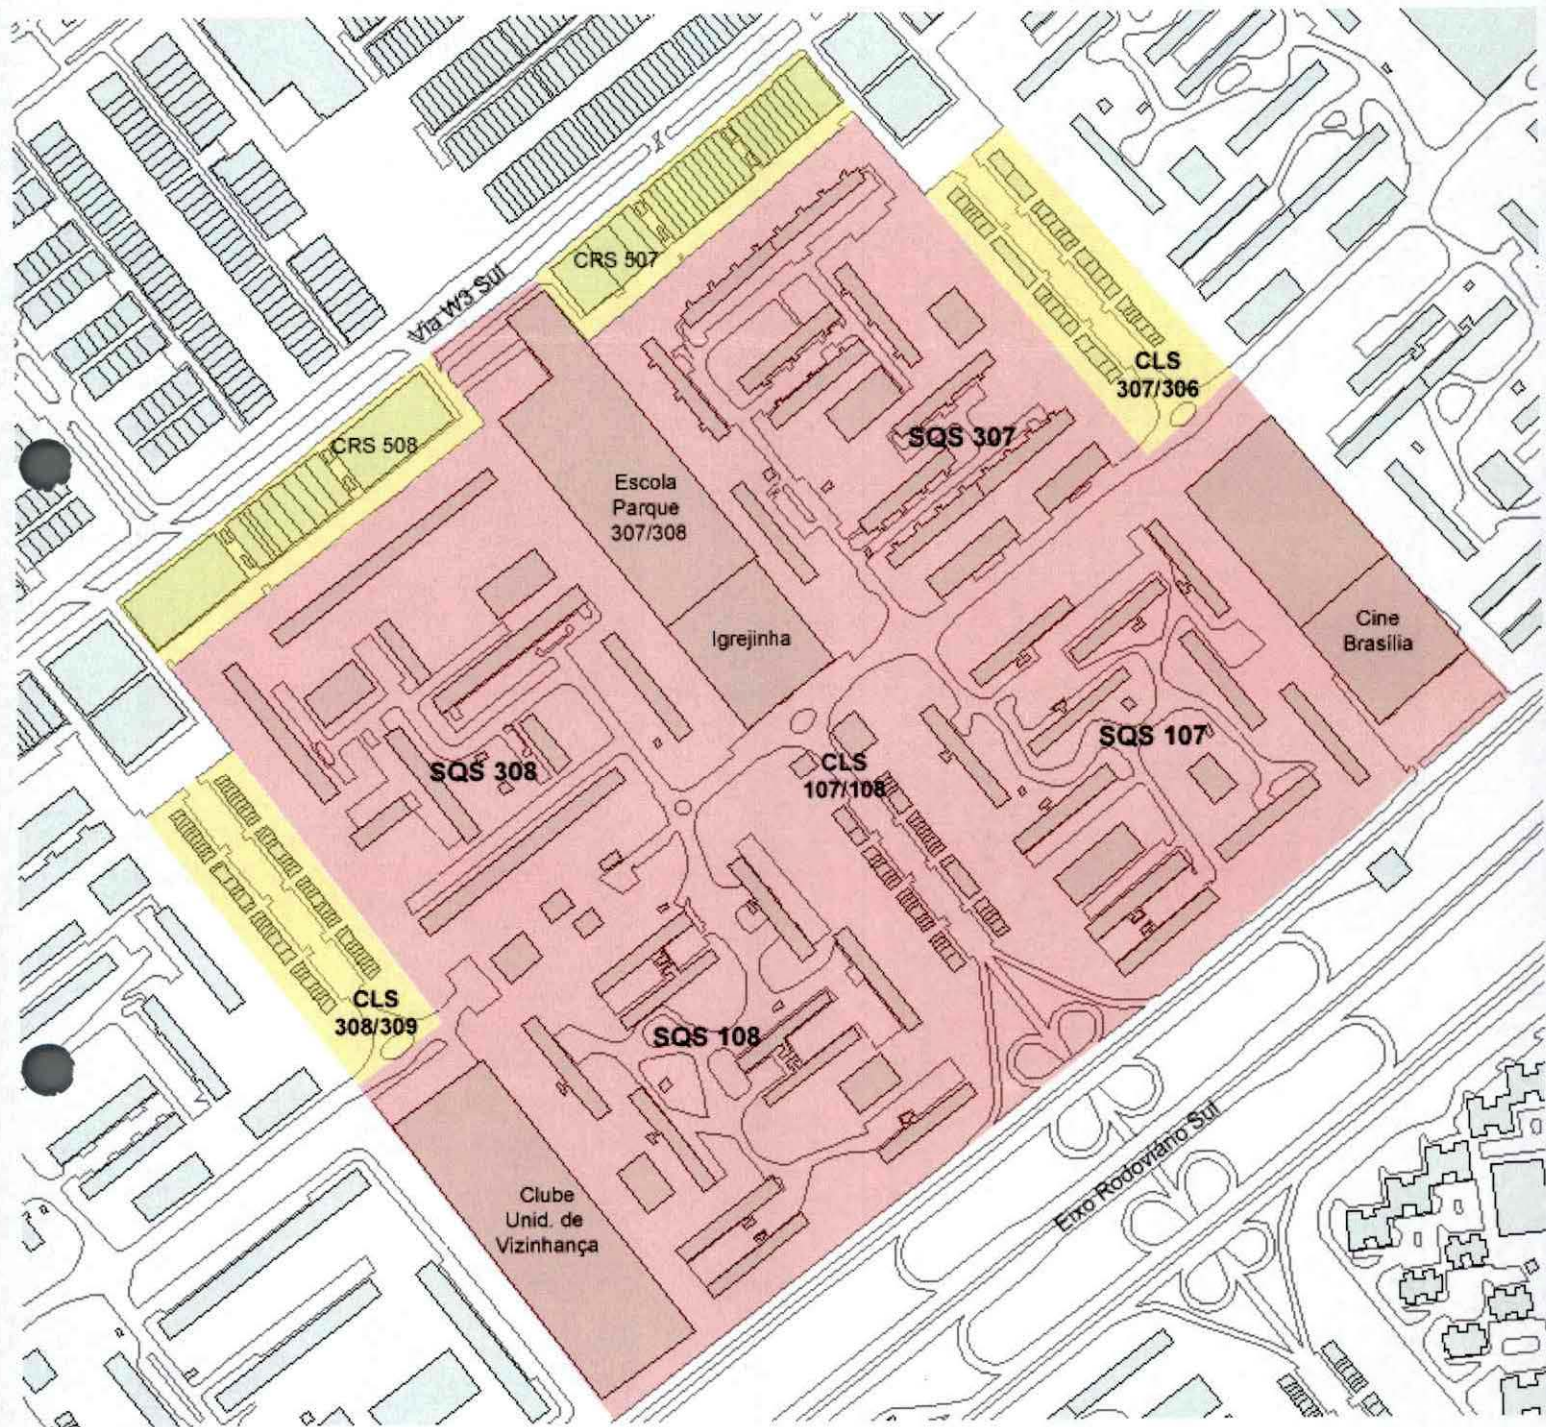 CRS 507
Via W3 Sul
CLS
307/306
SQS 307
CRS 508
Escola
Parque
307/308
Igrejinha
Cine
Brasília
SQS 107
CLS
107/108
SQS 308
CLS
308/309
SQS 108
Eixo Rodoviário Sul
Clube
Unid. de
Vizinhança